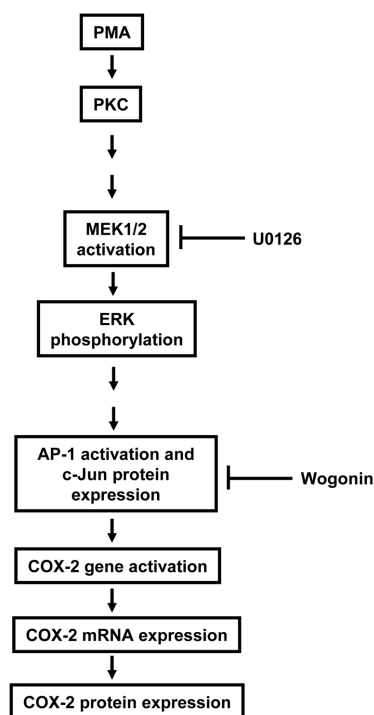 PMA
PKC
MEK1/2
activation
U0126
ERK
phosphorylation
AP-1 activation and
c-Jun protein
expression
Wogonin
COX-2 gene activation
COX-2 mRNA expression
COX-2 protein expression